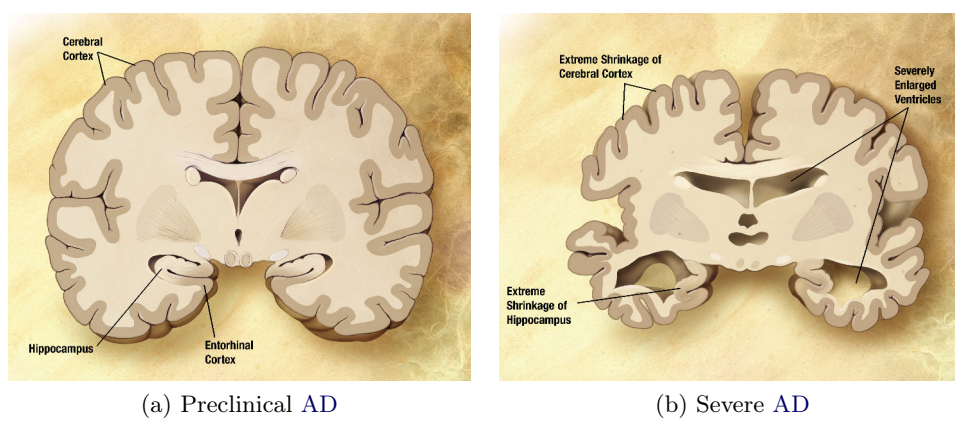 Cerebral
Cortex
Hippocampus
Entorhinal
Cortex
(a) Preclinical AD
Extreme Shrinkage of
Cerebral Cortex
Severely
Enlarged
Ventricles
Extreme
Shrinkage of
Hippocampus
(b) Severe AD